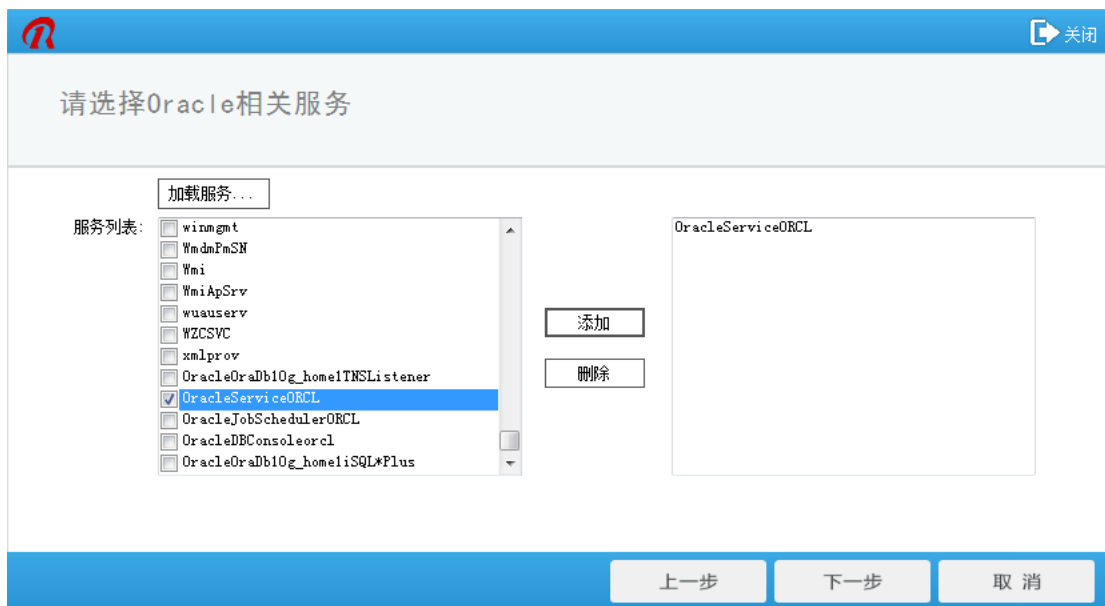 关闭
请选择Oracle相关服务
加载服务...
服务列表:
winmgmt
WmdmPmSN
Wmi
WmiApSrv
wuauserv
WZCSVC
xmlprov
OracleOraDb10g_home1TNSListener
OracleServiceORCL
OracleJobSchedulerORCL
OracleDBConsoleorcl
OracleOraDb10g_home1iSQL*Plus
添加
删除
OracleServiceORCL
上一步
下一步
取 消